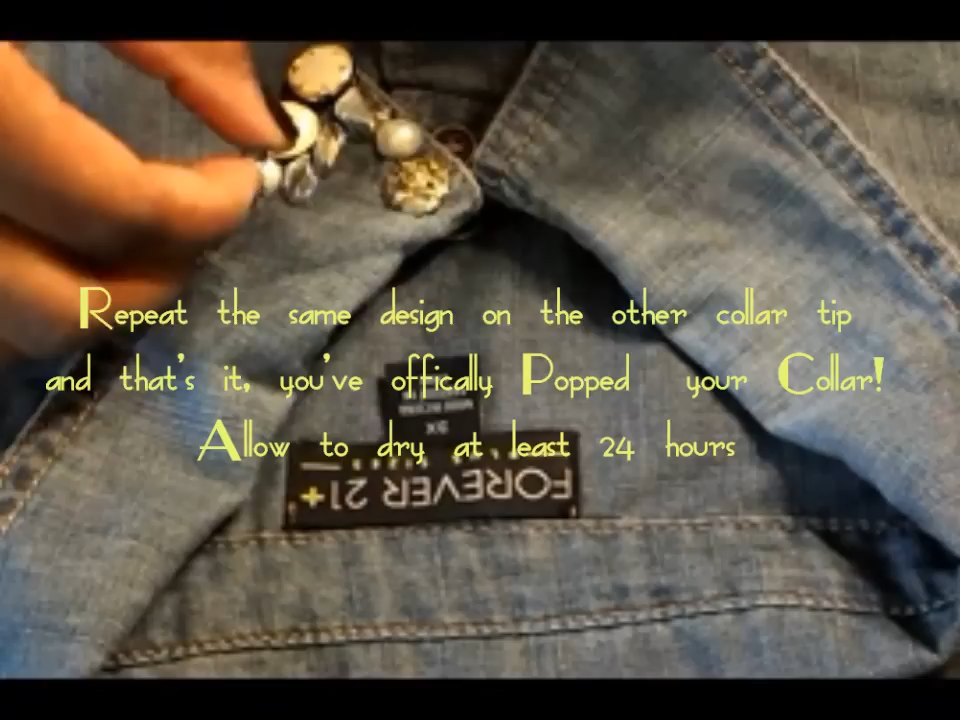 Repeat the same design on the other collar tip
and that's it, you've offically Popped your Collar!
Allow to dry at least 24 hours
FOREVER 21+